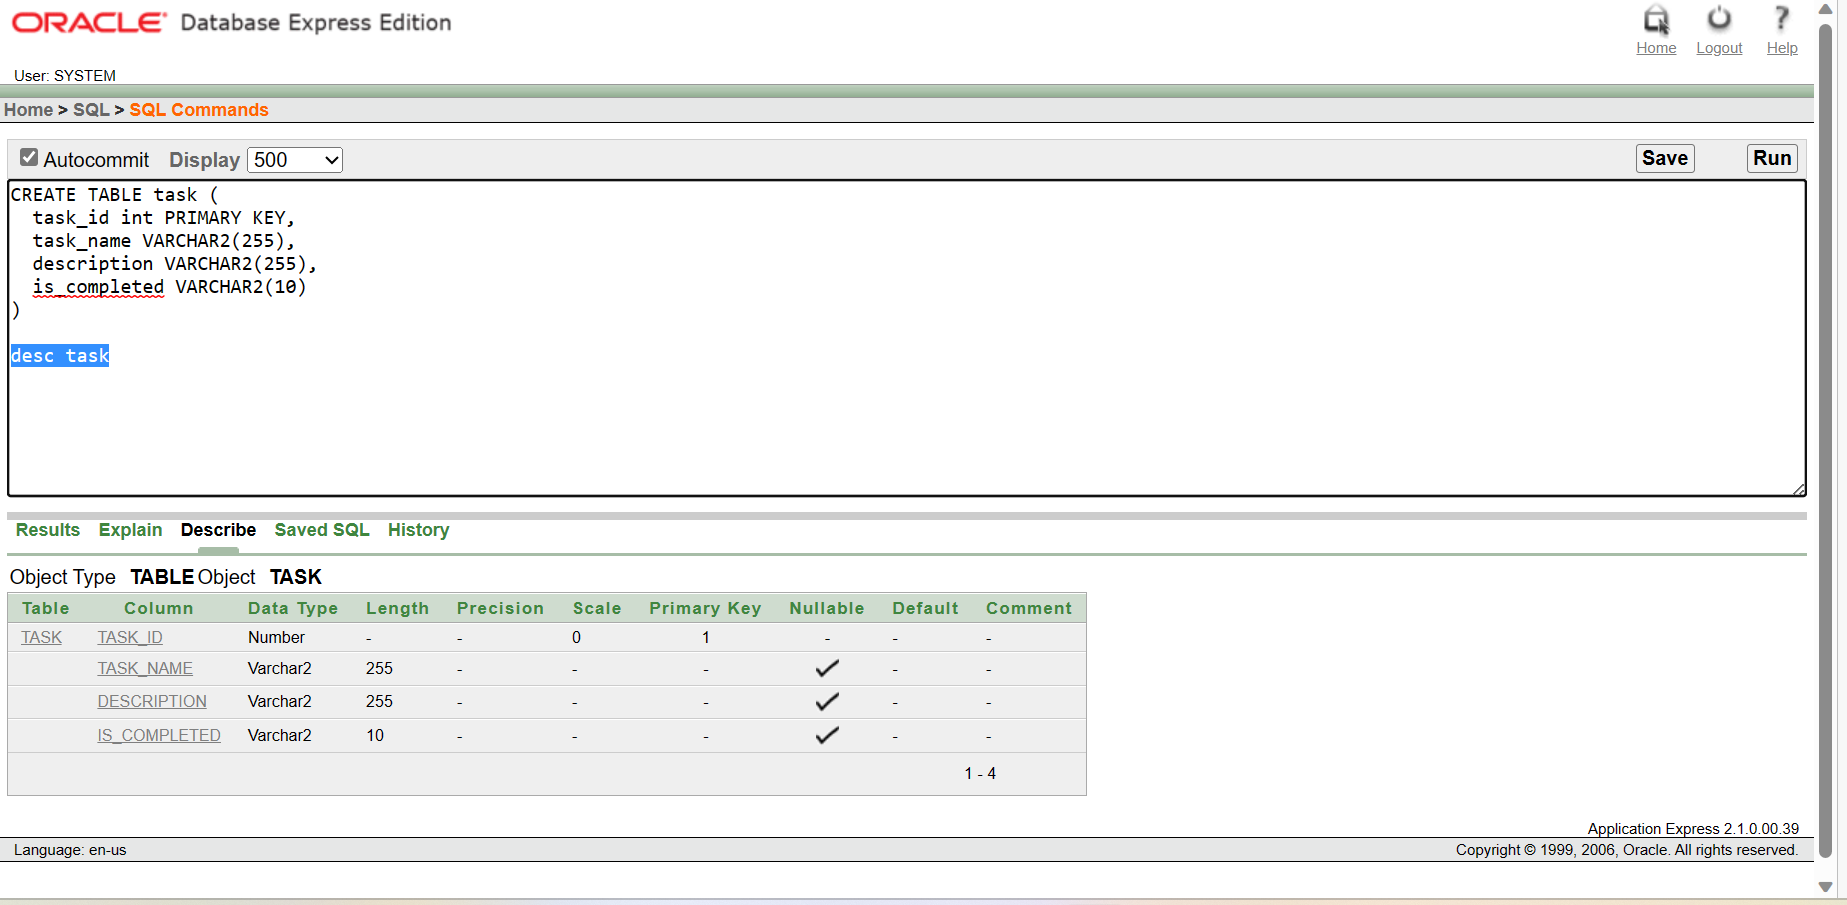 ORACLE Database Express Edition
Home Logout Help
User: SYSTEM
Home > SQL > SQL Commands
Autocommit Display 500 Save Run
CREATE TABLE task (
task_id int PRIMARY KEY,
task_name VARCHAR2(255),
description VARCHAR2(255),
is_completed VARCHAR2(10)
)
desc task
Results Explain Describe Saved SQL History
Object Type TABLE Object TASK
Table Column Data Type Length Precision Scale Primary Key Nullable Default Comment
TASK TASK_ID Number - - 0 1 - - -
TASK_NAME Varchar2 255 - - - ✓ - -
DESCRIPTION Varchar2 255 - - - ✓ - -
IS_COMPLETED Varchar2 10 - - - ✓ - -
1 - 4
Application Express 2.1.0.00.39
Language: en-us Copyright © 1999, 2006, Oracle. All rights reserved.